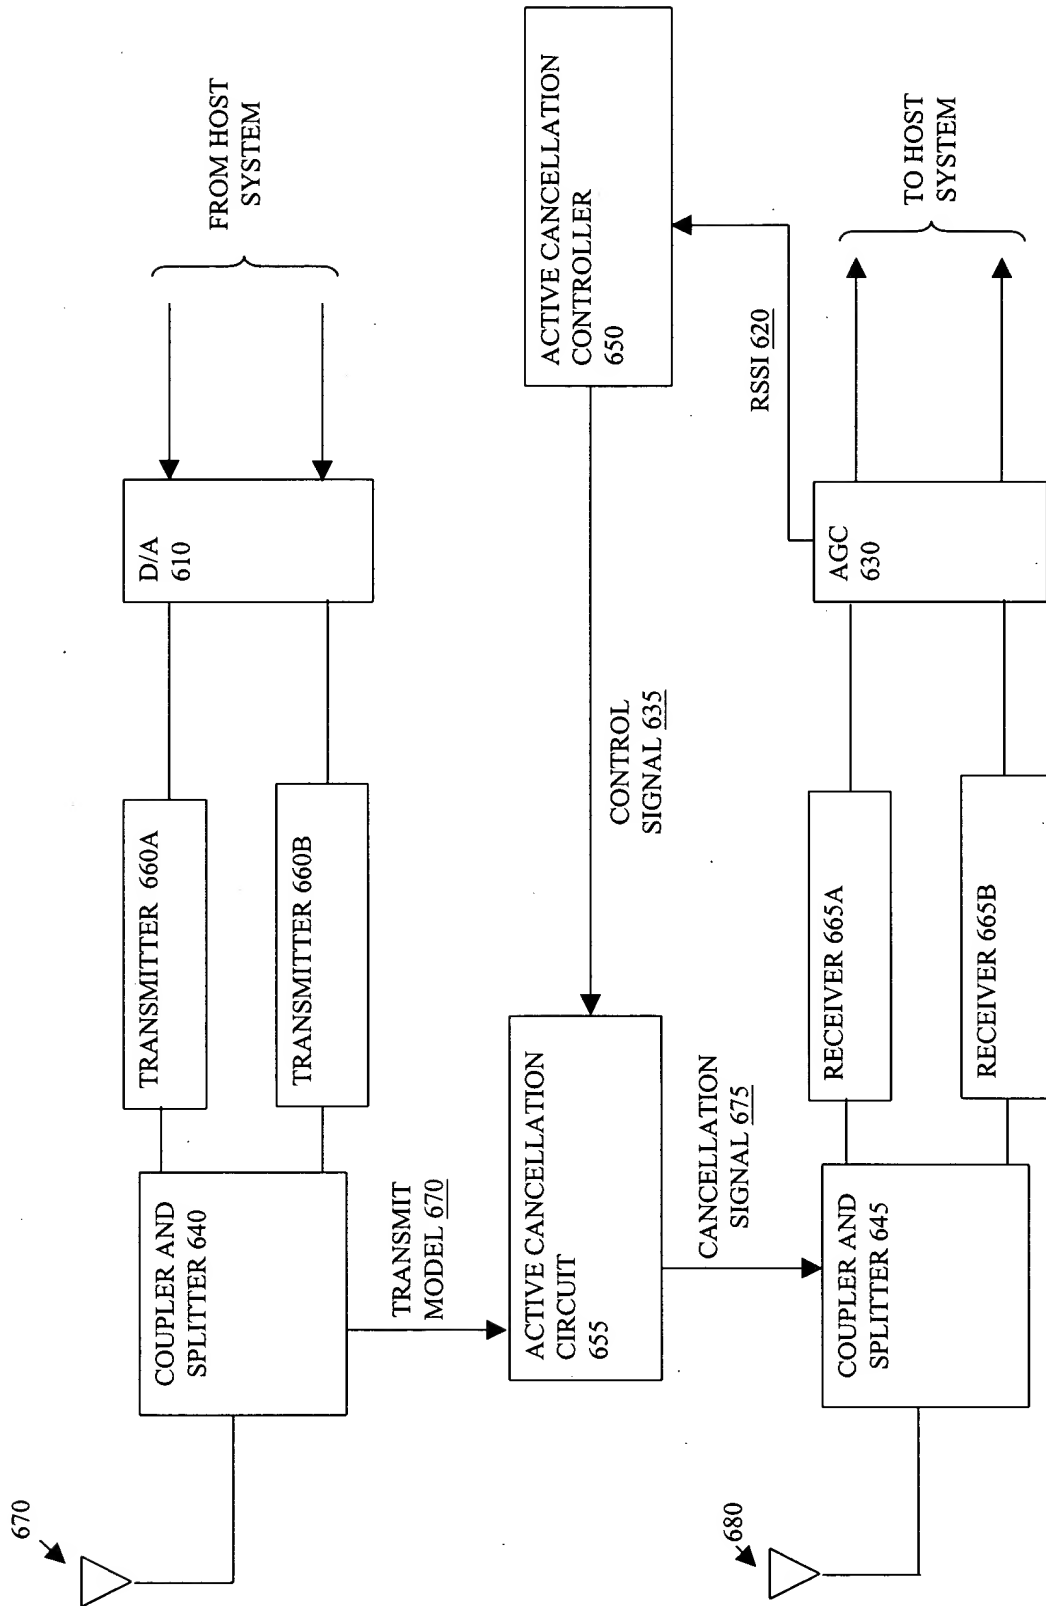 670
COUPLER AND
SPLITTER 640
TRANSMITTER 660A
TRANSMITTER 660B
D/A
610
FROM HOST
SYSTEM
TRANSMIT
MODEL 670
ACTIVE CANCELLATION
CIRCUIT
655
CONTROL
SIGNAL 635
ACTIVE CANCELLATION
CONTROLLER
650
CANCELLATION
SIGNAL 675
RSSI 620
680
COUPLER AND
SPLITTER 645
RECEIVER 665A
RECEIVER 665B
AGC
630
TO HOST
SYSTEM